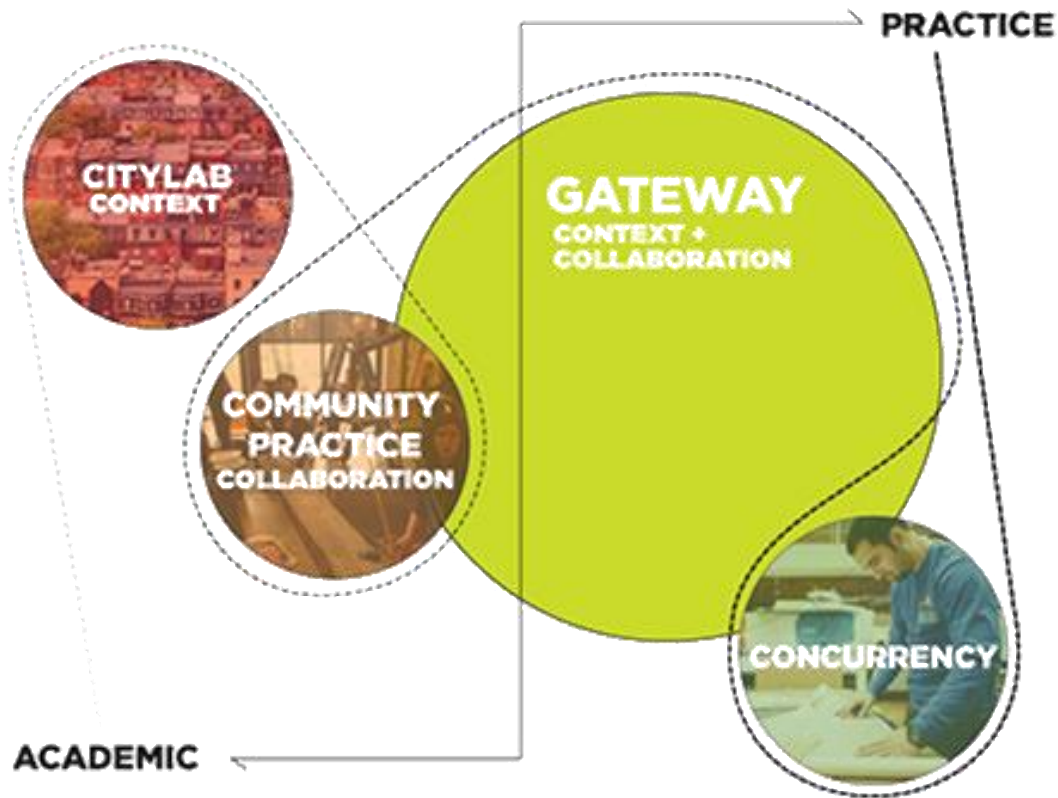 PRACTICE
CITYLAB
CONTEXT
GATEWAY
CONTEXT +
COLLABORATION
COMMUNITY
PRACTICE
COLLABORATION
CONCURRENCY
ACADEMIC